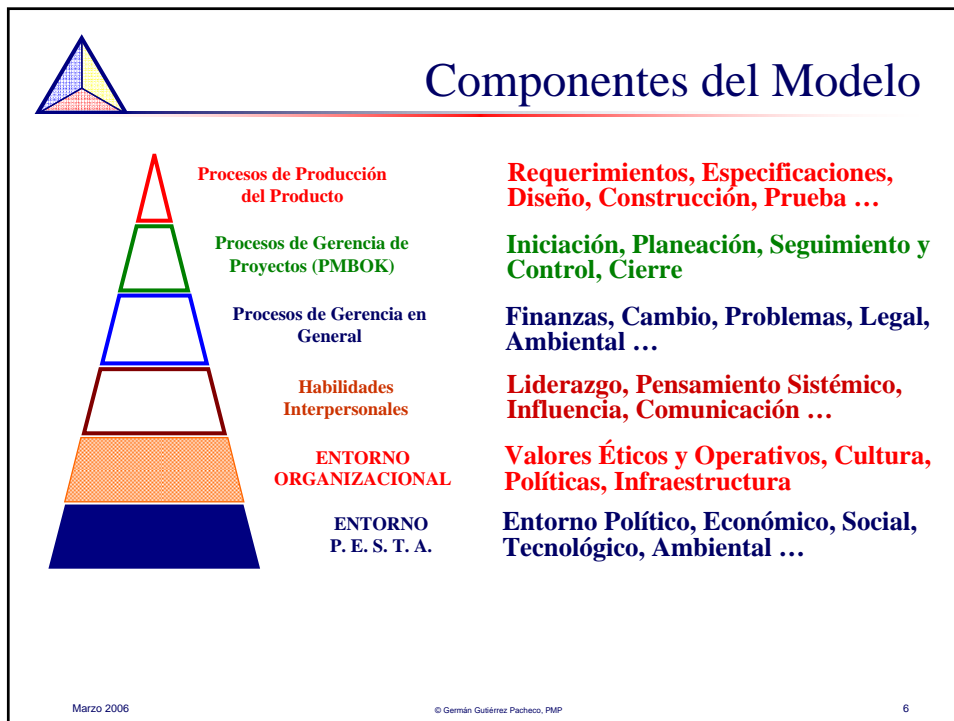 Componentes del Modelo
Procesos de Producción
del Producto
Requerimientos, Especificaciones,
Diseño, Construcción, Prueba …
Procesos de Gerencia de
Proyectos (PMBOK)
Iniciación, Planeación, Seguimiento y
Control, Cierre
Procesos de Gerencia en
General
Finanzas, Cambio, Problemas, Legal,
Ambiental …
Habilidades
Interpersonales
Liderazgo, Pensamiento Sistémico,
Influencia, Comunicación …
ENTORNO
ORGANIZACIONAL
Valores Éticos y Operativos, Cultura,
Políticas, Infraestructura
ENTORNO
P. E. S. T. A.
Entorno Político, Económico, Social,
Tecnológico, Ambiental …
Marzo 2006
© Germán Gutiérrez Pacheco, PMP
6